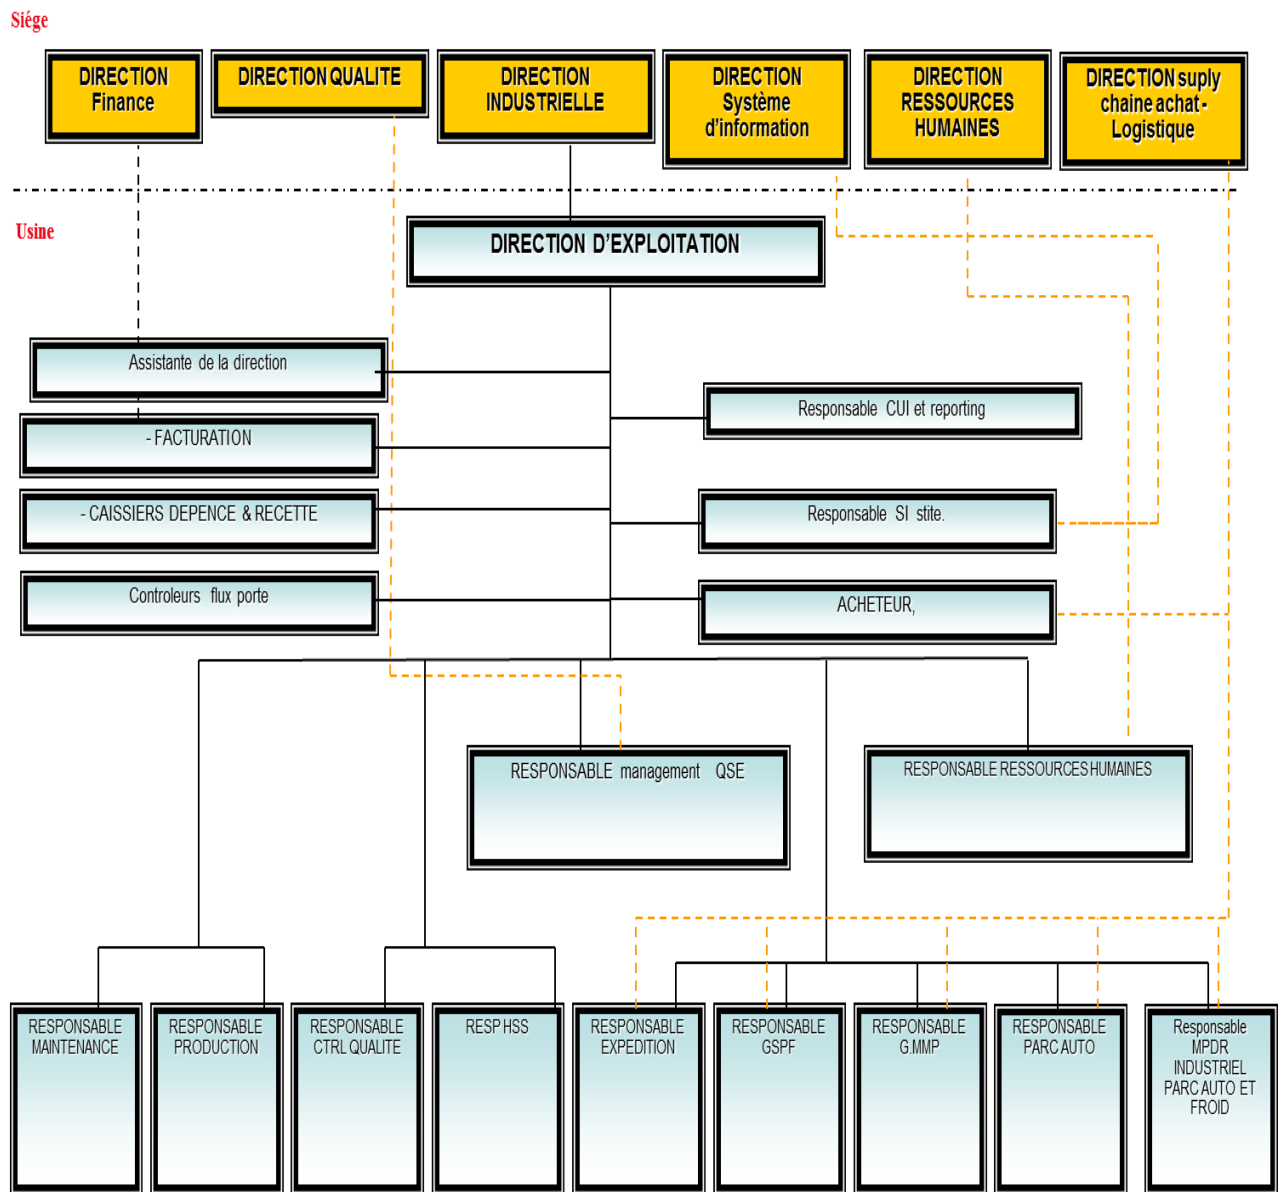 Siége
DIRECTION
Finance
DIRECTION QUALITE
DIRECTION
INDUSTRIELLE
DIRECTION
Système
d'information
DIRECTION
RESSOURCES
HUMAINES
DIRECTION suply
chaine achat -
Logistique
Usine
DIRECTION D'EXPLOITATION
Assistante de la direction
Responsable CUI et reporting
- FACTURATION
- CAISSIERS DEPENCE & RECETTE
Responsable SI stite.
Controleurs flux porte
ACHETEUR,
RESPONSABLE management QSE
RESPONSABLE RESSOURCES HUMAINES
RESPONSABLE
MAINTENANCE
RESPONSABLE
PRODUCTION
RESPONSABLE
CTRL QUALITE
RESP HSS
RESPONSABLE
EXPEDITION
RESPONSABLE
GSPF
RESPONSABLE
G.MMP
RESPONSABLE
PARC AUTO
Responsable
MPDR
INDUSTRIEL
PARC AUTO ET
FROID